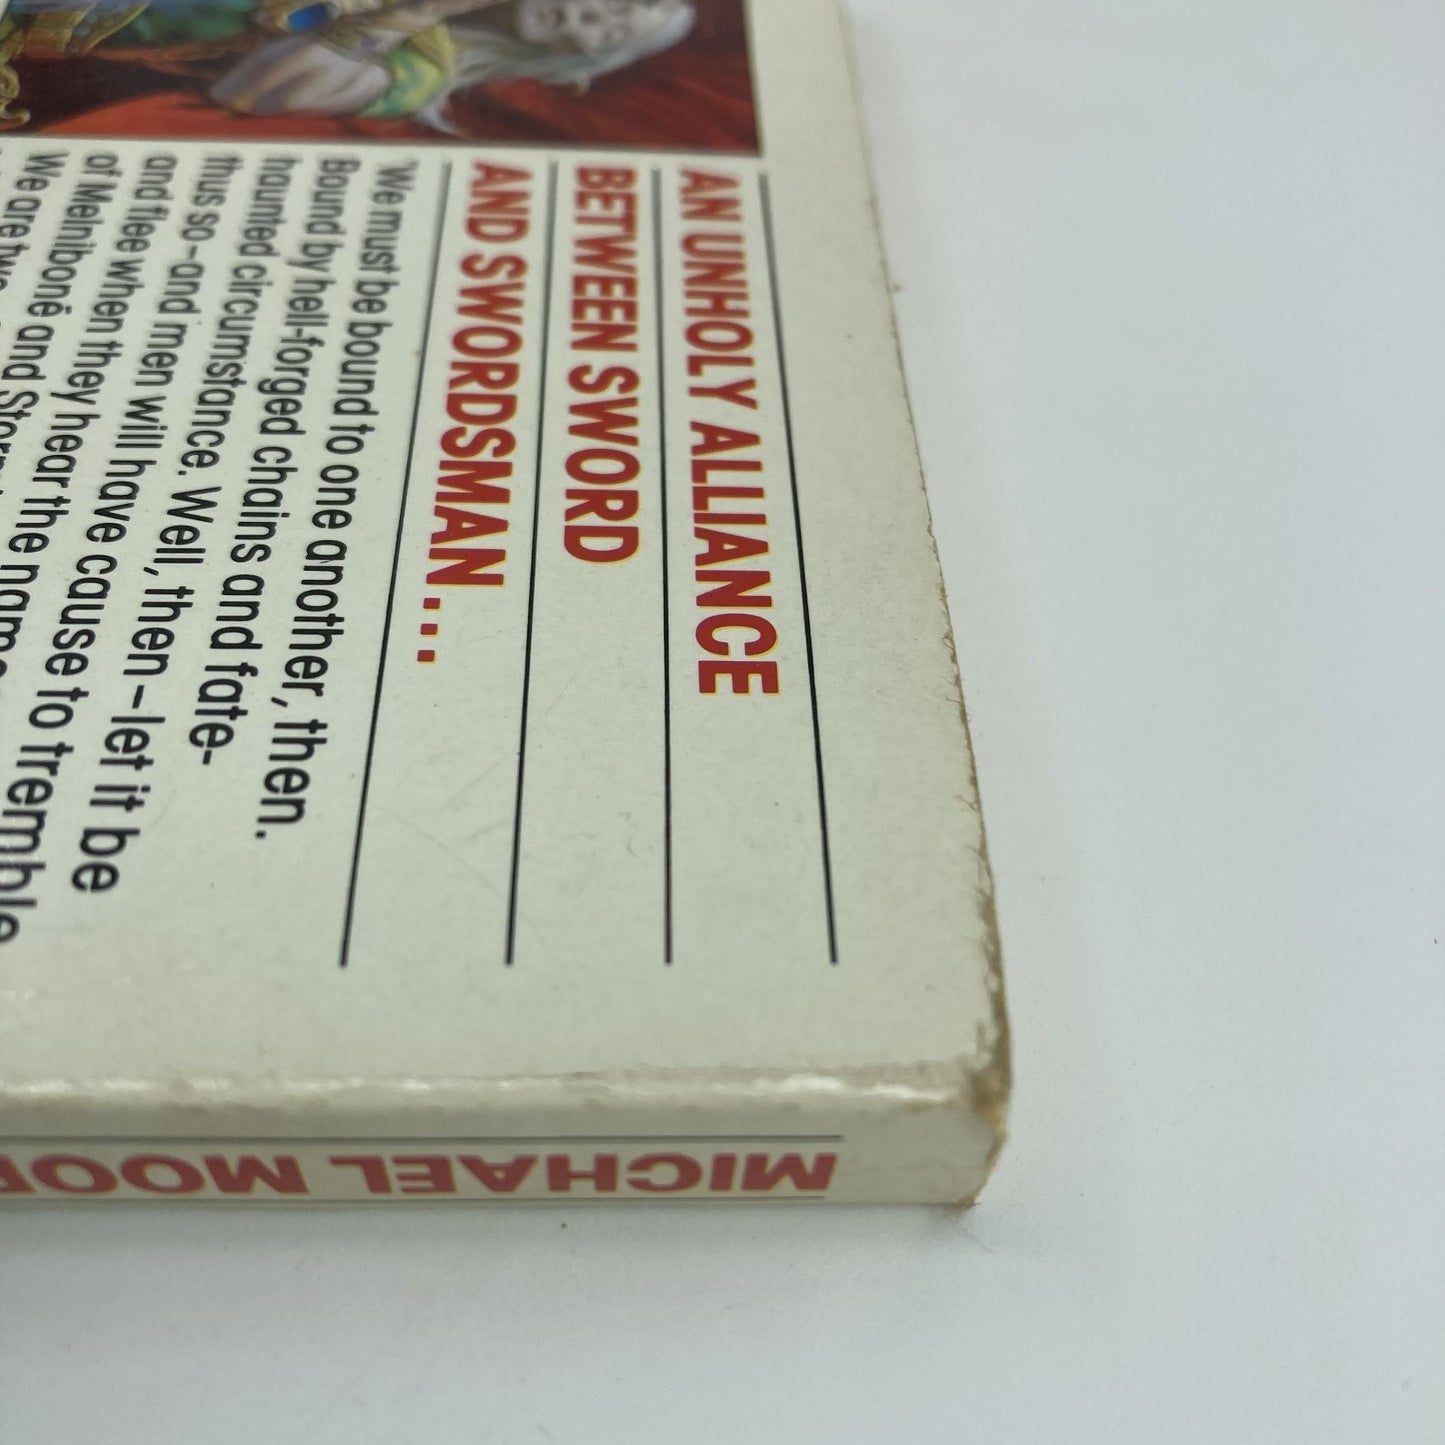 AN UNHOLY ALLIANCE
BETWEEN SWORD
AND SWORDSMAN...
'We must be bound to one another, then.
Bound by hell-forged chains and fate-
haunted circumstance. Well, then-let it be
thus so-and men will have cause to tremble
and flee when they hear the
of Melniboné and
We are
MICHAEL